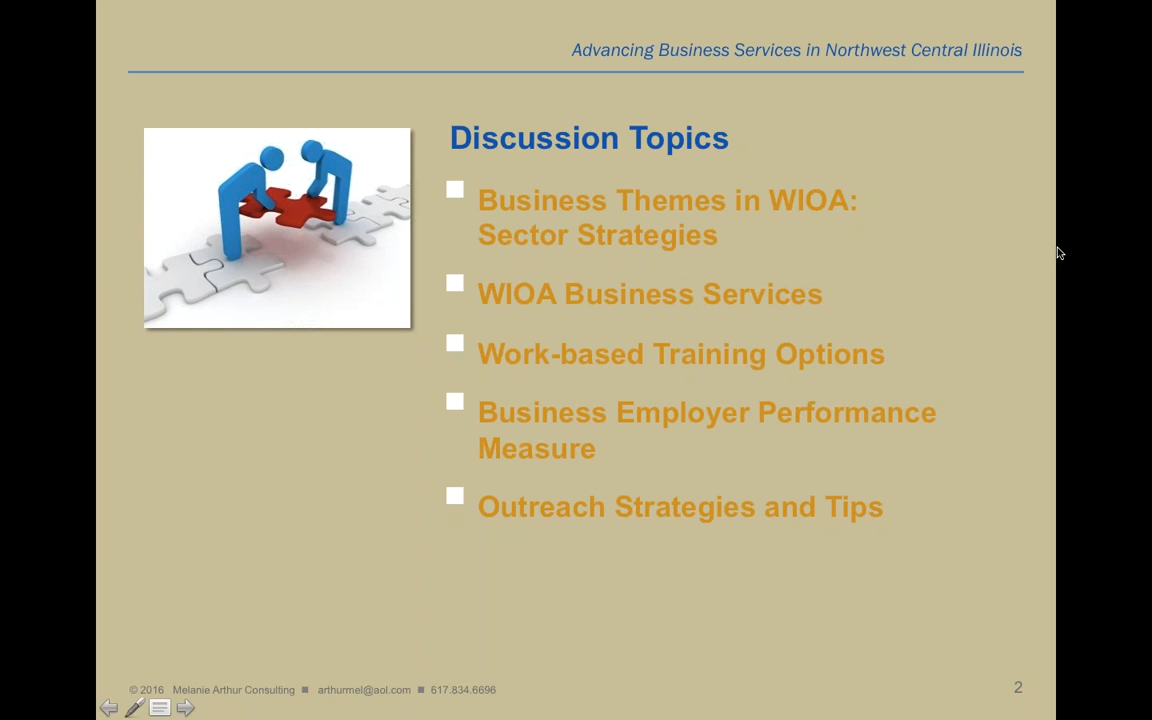 Advancing Business Services in Northwest Central Illinois
Discussion Topics
Business Themes in WIOA:
Sector Strategies
WIOA Business Services
Work-based Training Options
Business Employer Performance
Measure
Outreach Strategies and Tips
© 2016 Melanie Arthur Consulting ■ arthurmel@aol.com ■ 617.834.6696
2